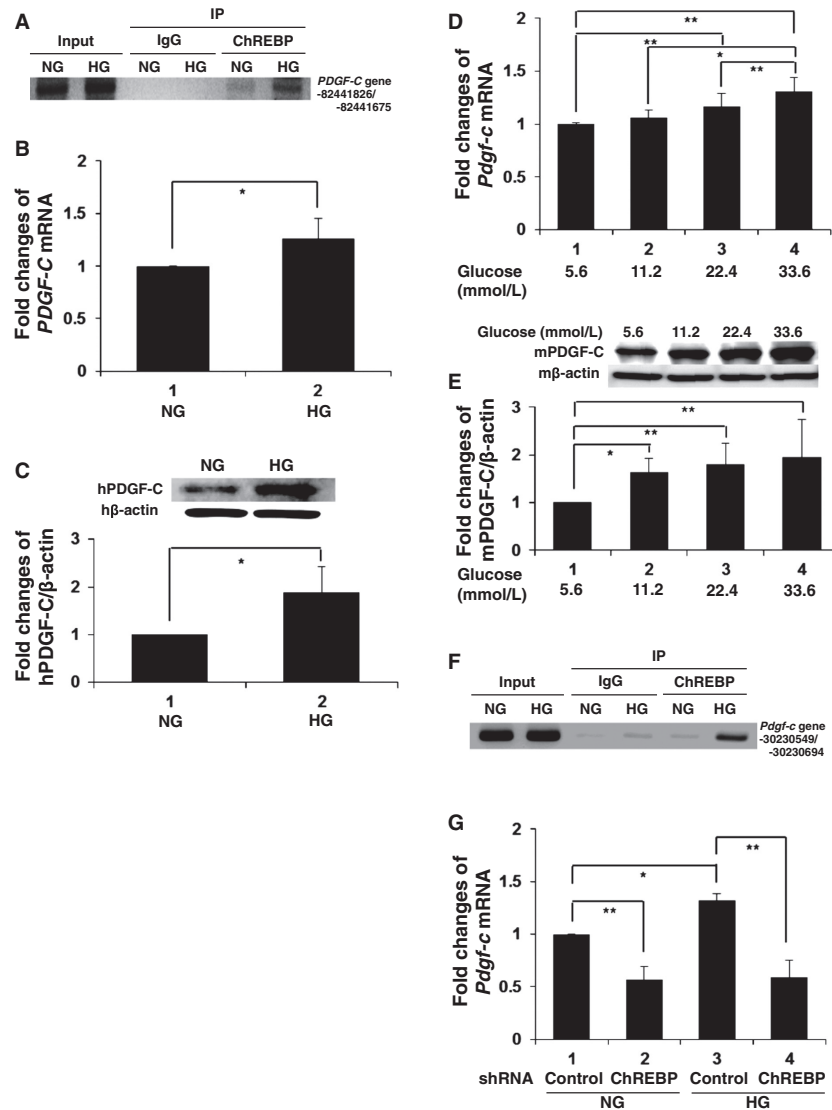 A
IP
Input IgG ChREBP
NG HG NG HG NG HG
PDGF-C gene
-82441826/
-82441675
B
Fold changes of
PDGF-C mRNA
2
1.5
1
0.5
0
*
1 2
NG HG
C
NG HG
hPDGF-C
hβ-actin
Fold changes of
hPDGF-C/β-actin
3
2
1
0
*
1 2
NG HG
D
Fold changes of
Pdgf-c mRNA
2
1.5
1
0.5
0
**
**
**
*
**
1 2 3 4
Glucose
(mmol/L)
5.6 11.2 22.4 33.6
Glucose (mmol/L) 5.6 11.2 22.4 33.6
mPDGF-C
mβ-actin
E
Fold changes of
mPDGF-C/β-actin
3
2
1
0
**
**
*
1 2 3 4
Glucose
(mmol/L)
5.6 11.2 22.4 33.6
F
IP
Input IgG ChREBP
NG HG NG HG NG HG
Pdgf-c gene
-30230549/
-30230694
G
Fold changes of
Pdgf-c mRNA
2
1.5
1
0.5
0
**
*
**
1 2 3 4
shRNA Control ChREBP Control ChREBP
NG HG